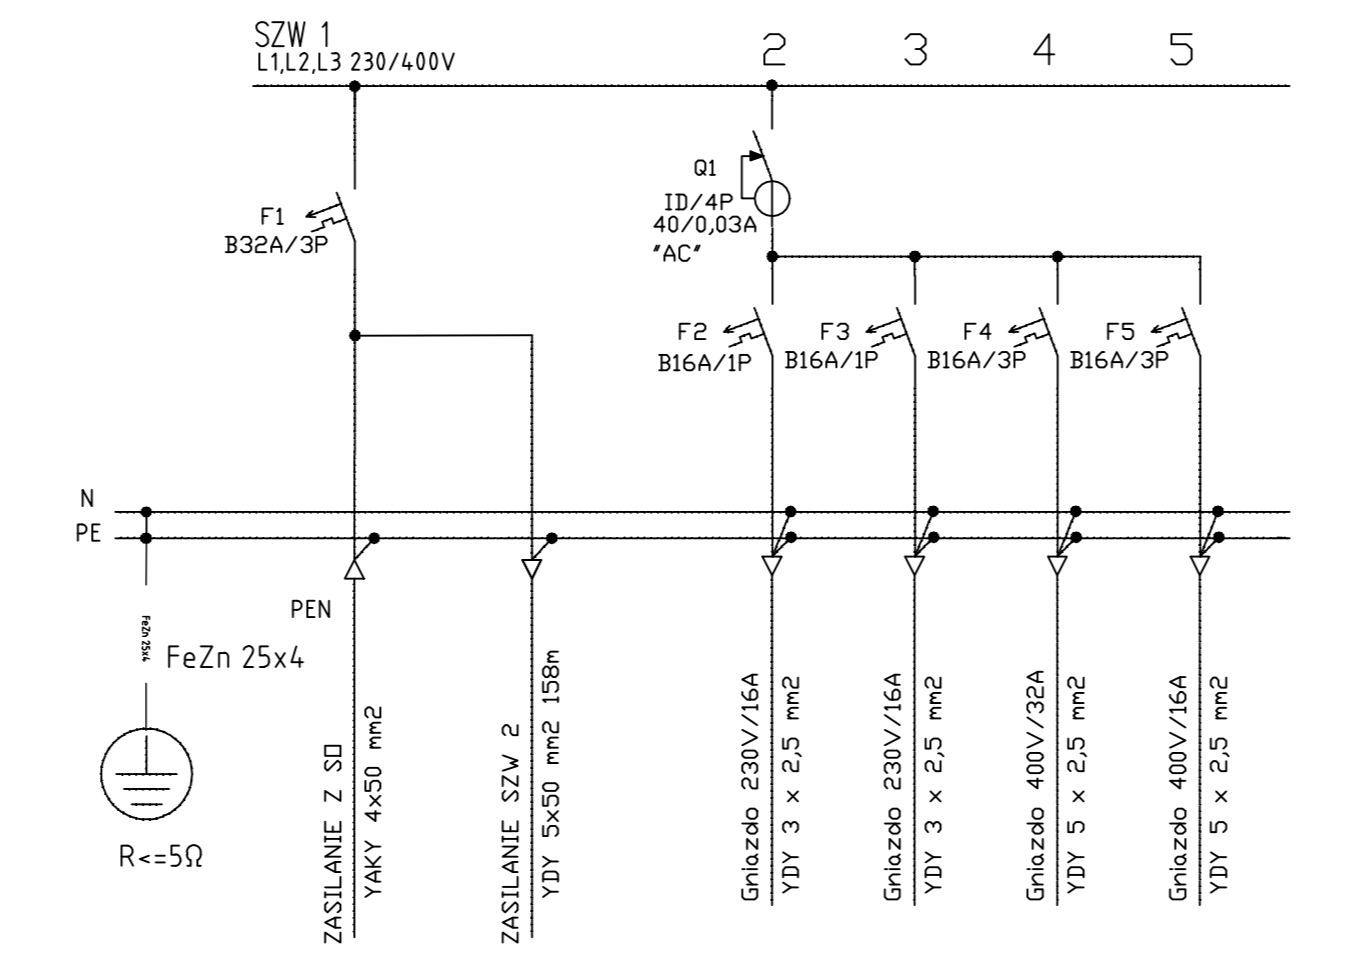 SZW 1
L1,L2,L3 230/400V
2 3 4 5
Q1
ID/4P
40/0,03A
"AC"
F1
B32A/3P
F2
B16A/1P
F3
B16A/1P
F4
B16A/3P
F5
B16A/3P
N
PE
PEN
FeZn 25x4
FeZn 25x4
R<=5Ω
ZASILANIE Z SO
YAKY 4x50 mm2
ZASILANIE SZW 2
YDY 5x50 mm2 158m
Gniazdo 230V/16A
YDY 3 x 2,5 mm2
Gniazdo 230V/16A
YDY 3 x 2,5 mm2
Gniazdo 400V/32A
YDY 5 x 2,5 mm2
Gniazdo 400V/16A
YDY 5 x 2,5 mm2